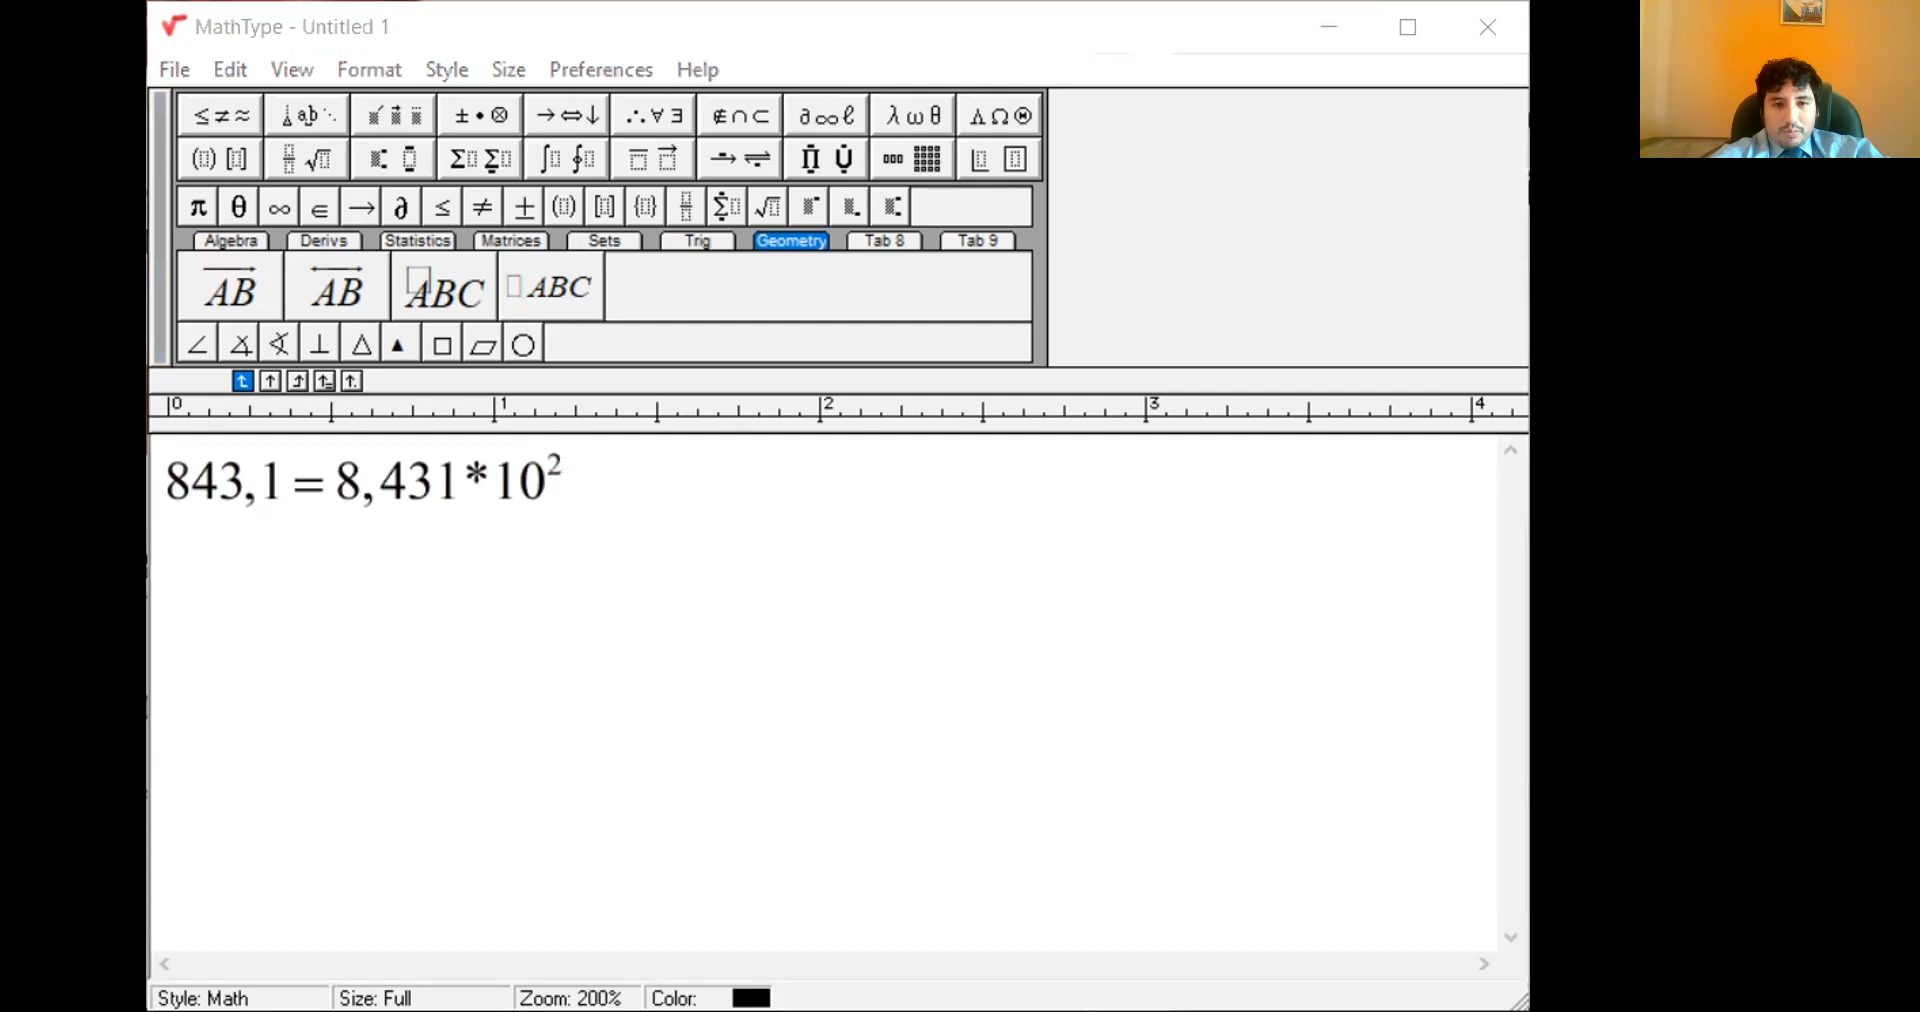 MathType - Untitled 1
File Edit View Format Style Size Preferences Help
≤ ≠ ≈ ∆ ab ⋱ ± • ⊗ → ⇔ ↓ ∴ ∀ ∃ ∉ ∩ ⊂ ∂ ∞ ℓ λ ω θ Λ Ω Θ
π θ ∞ ∈ → ∂ ≤ ≠ ±
Algebra Derivs Statistics Matrices Sets Trig Geometry Tab 8 Tab 9
AB AB ABC ABC
0 1 2 3 4
843,1 = 8,431*10²
Style: Math Size: Full Zoom: 200% Color: